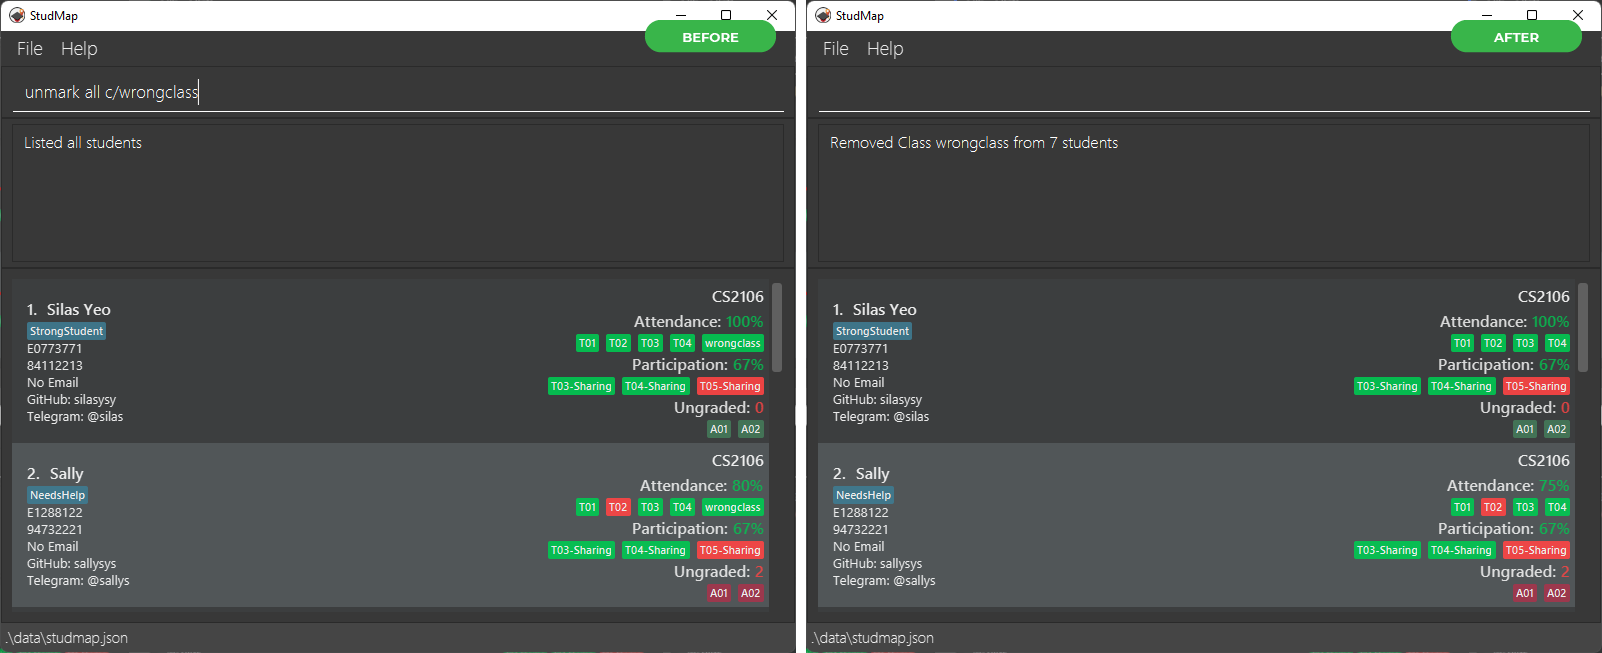 StudMap
BEFORE
File Help
unmark all c/wrongclass
Listed all students
1. Silas Yeo
StrongStudent
E0773771
84112213
No Email
GitHub: silasysy
Telegram: @silas
CS2106
Attendance: 100%
T01 T02 T03 T04 wrongclass
Participation: 67%
T03-Sharing T04-Sharing T05-Sharing
Ungraded: 0
A01 A02
2. Sally
NeedsHelp
E1288122
94732221
No Email
GitHub: sallysys
Telegram: @sallys
CS2106
Attendance: 80%
T01 T02 T03 T04 wrongclass
Participation: 67%
T03-Sharing T04-Sharing T05-Sharing
Ungraded: 2
A01 A02
.\data\studmap.json
StudMap
AFTER
File Help
Removed Class wrongclass from 7 students
1. Silas Yeo
StrongStudent
E0773771
84112213
No Email
GitHub: silasysy
Telegram: @silas
CS2106
Attendance: 100%
T01 T02 T03 T04
Participation: 67%
T03-Sharing T04-Sharing T05-Sharing
Ungraded: 0
A01 A02
2. Sally
NeedsHelp
E1288122
94732221
No Email
GitHub: sallysys
Telegram: @sallys
CS2106
Attendance: 75%
T01 T02 T03 T04
Participation: 67%
T03-Sharing T04-Sharing T05-Sharing
Ungraded: 2
A01 A02
.\data\studmap.json